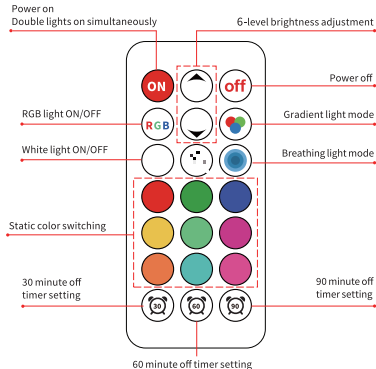 Power on
Double lights on simultaneously
6-level brightness adjustment
ON
off
Power off
RGB light ON/OFF
RGB
Gradient light mode
White light ON/OFF
Breathing light mode
Static color switching
30 minute off
timer setting
30
60
90
90 minute off
timer setting
60 minute off timer setting